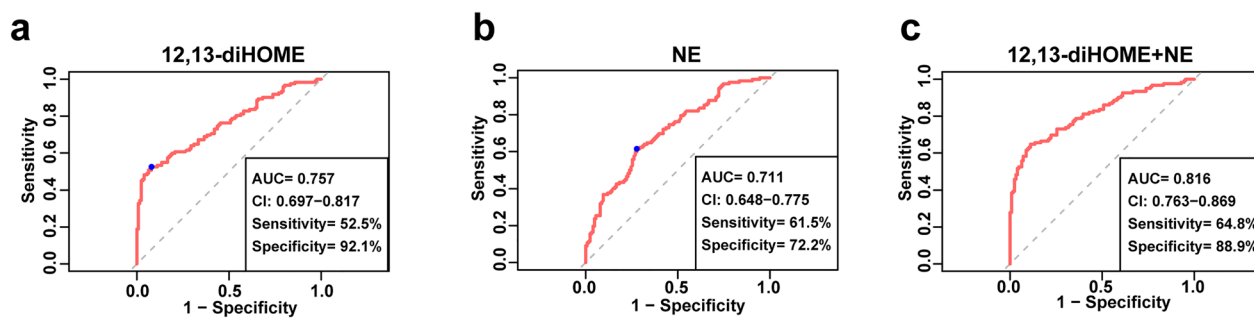 a
12,13-diHOME
Sensitivity
1.0
0.8
0.6
0.4
0.2
0.0
AUC= 0.757
CI: 0.697−0.817
Sensitivity= 52.5%
Specificity= 92.1%
0.0 0.5 1.0
1 − Specificity
b
NE
Sensitivity
1.0
0.8
0.6
0.4
0.2
0.0
AUC= 0.711
CI: 0.648−0.775
Sensitivity= 61.5%
Specificity= 72.2%
0.0 0.5 1.0
1 − Specificity
c
12,13-diHOME+NE
Sensitivity
1.0
0.8
0.6
0.4
0.2
0.0
AUC= 0.816
CI: 0.763−0.869
Sensitivity= 64.8%
Specificity= 88.9%
0.0 0.5 1.0
1 − Specificity